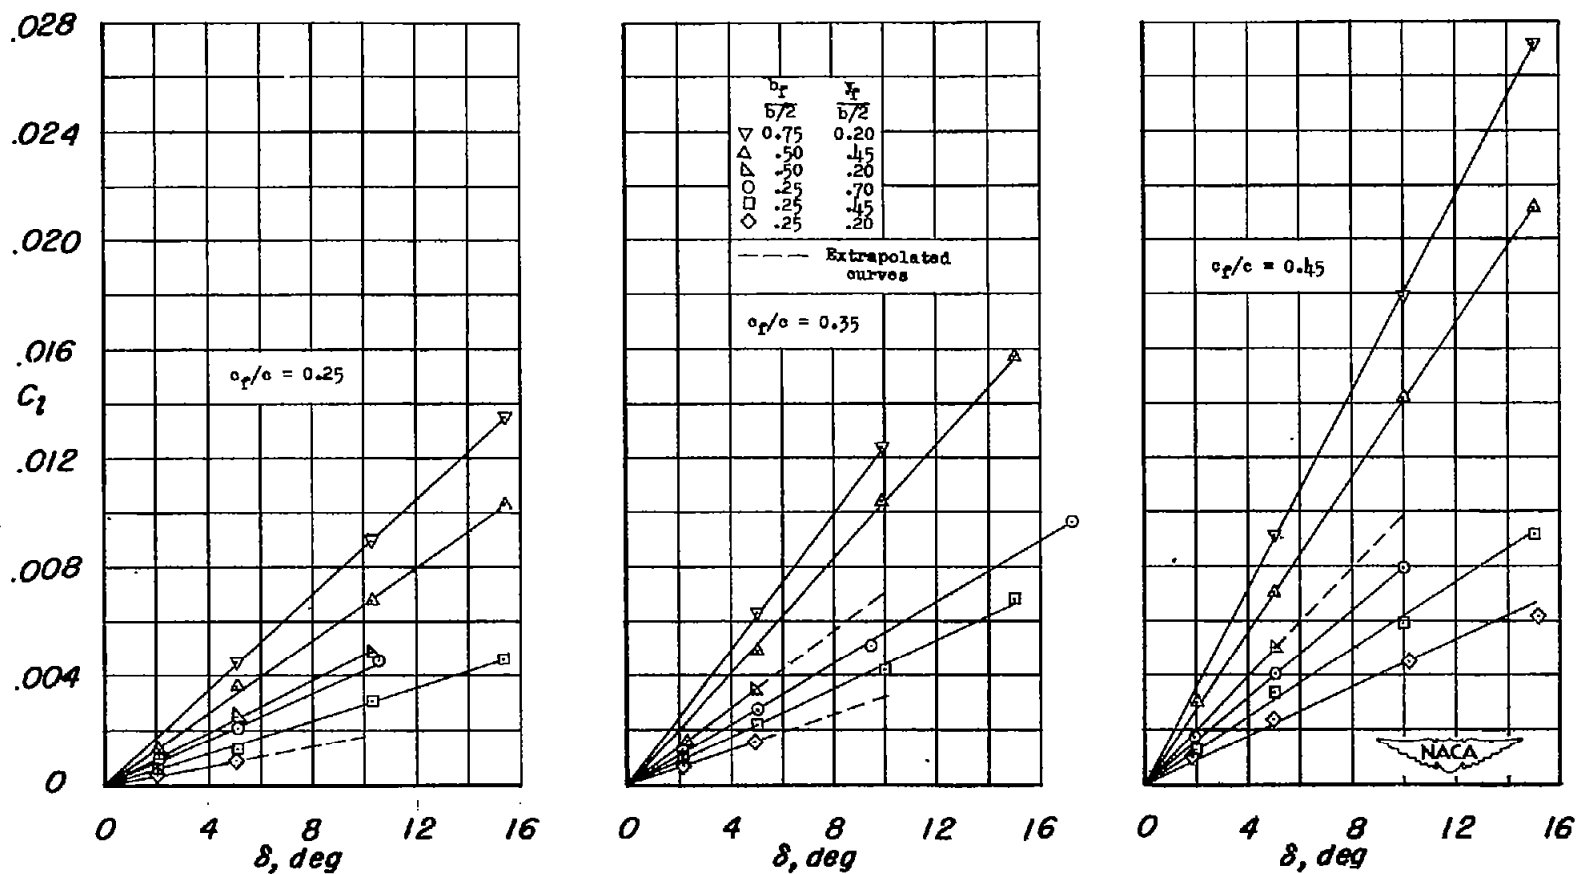 .028
.024
.020
.016
C_l
.012
.008
.004
0
c_f/c = 0.25
0 4 8 12 16
δ, deg
b_f y_f
b/2 b/2
0.75 0.20
.50 .45
.50 .20
.25 .70
.25 .45
.25 .20
Extrapolated
curves
c_f/c = 0.35
0 4 8 12 16
δ, deg
c_f/c = 0.45
NACA
0 4 8 12 16
δ, deg